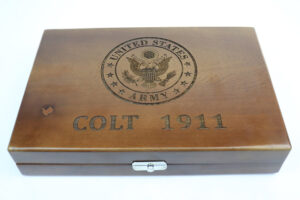 UNITED STATES
ARMY
COLT 1911